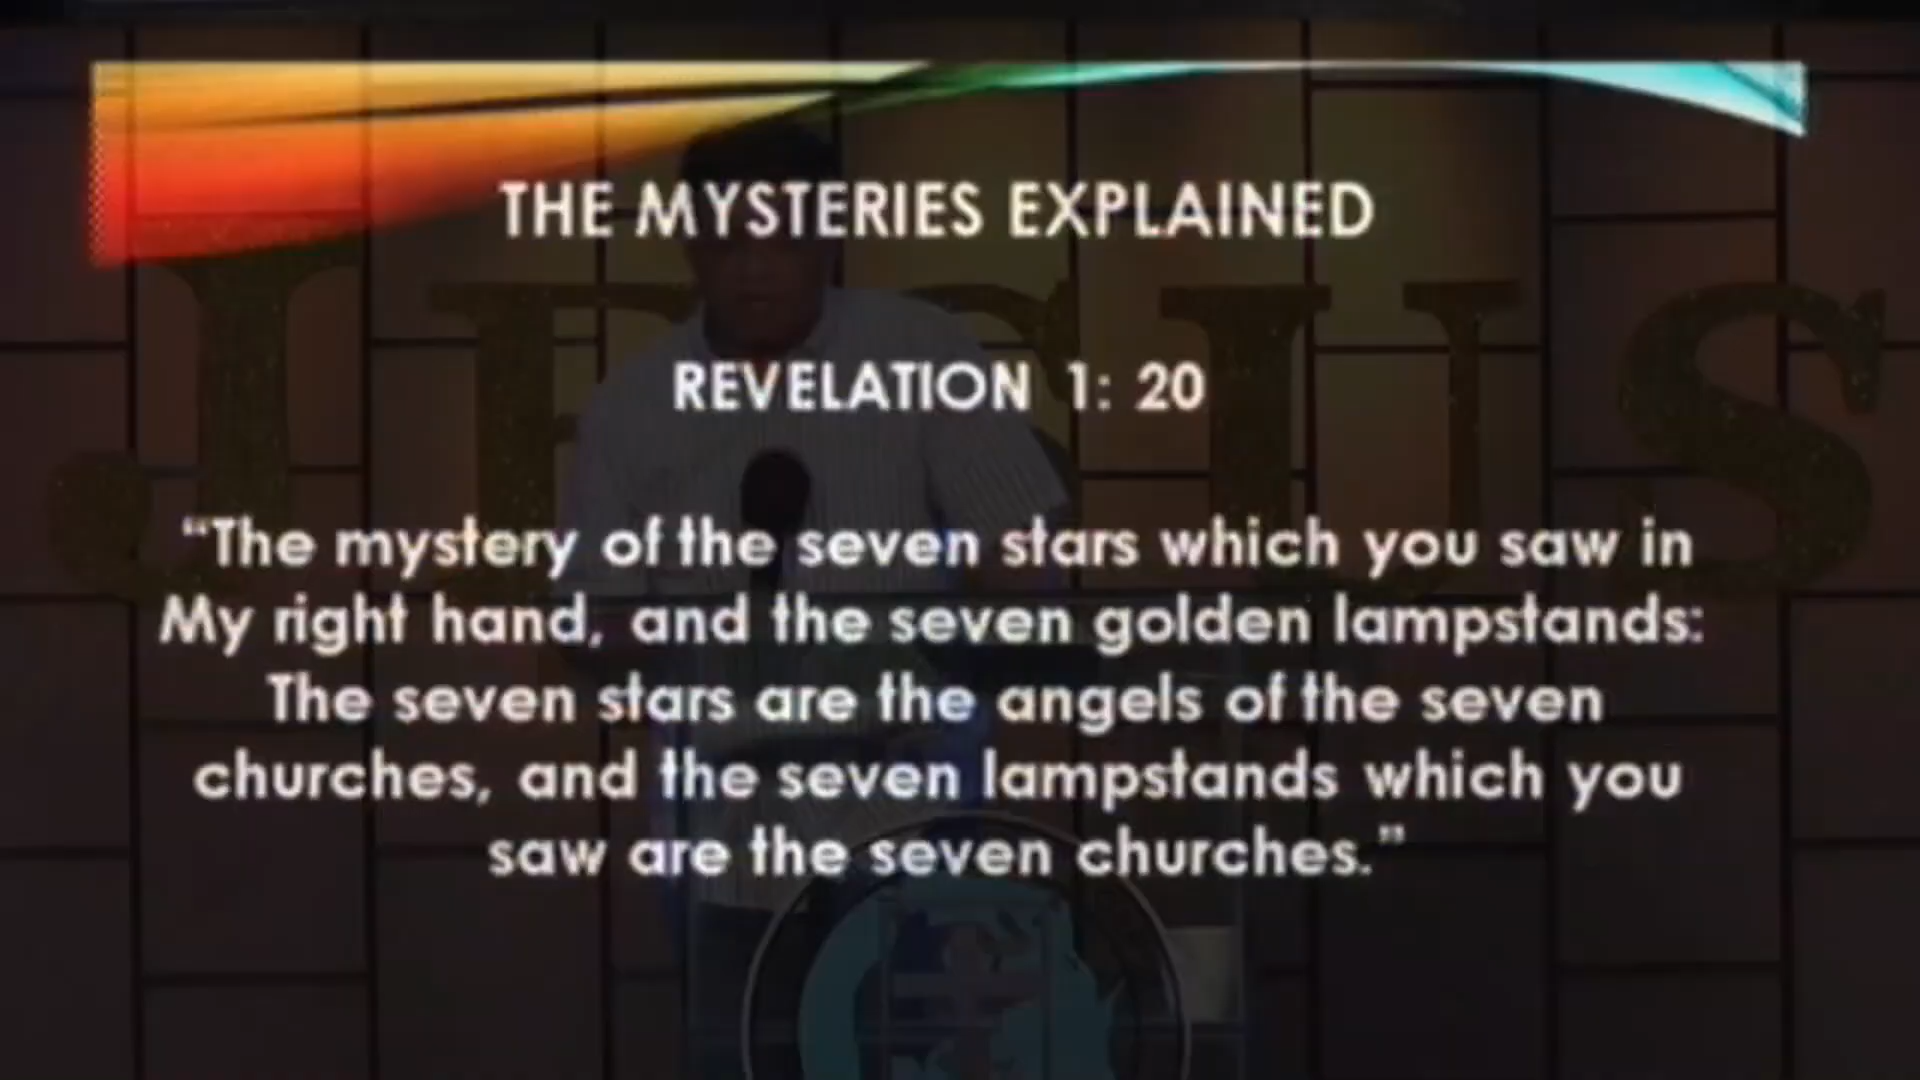 THE MYSTERIES EXPLAINED
REVELATION 1: 20
“The mystery of the seven stars which you saw in
My right hand, and the seven golden lampstands:
The seven stars are the angels of the seven
churches, and the seven lampstands which you
saw are the seven churches.”
JESUS